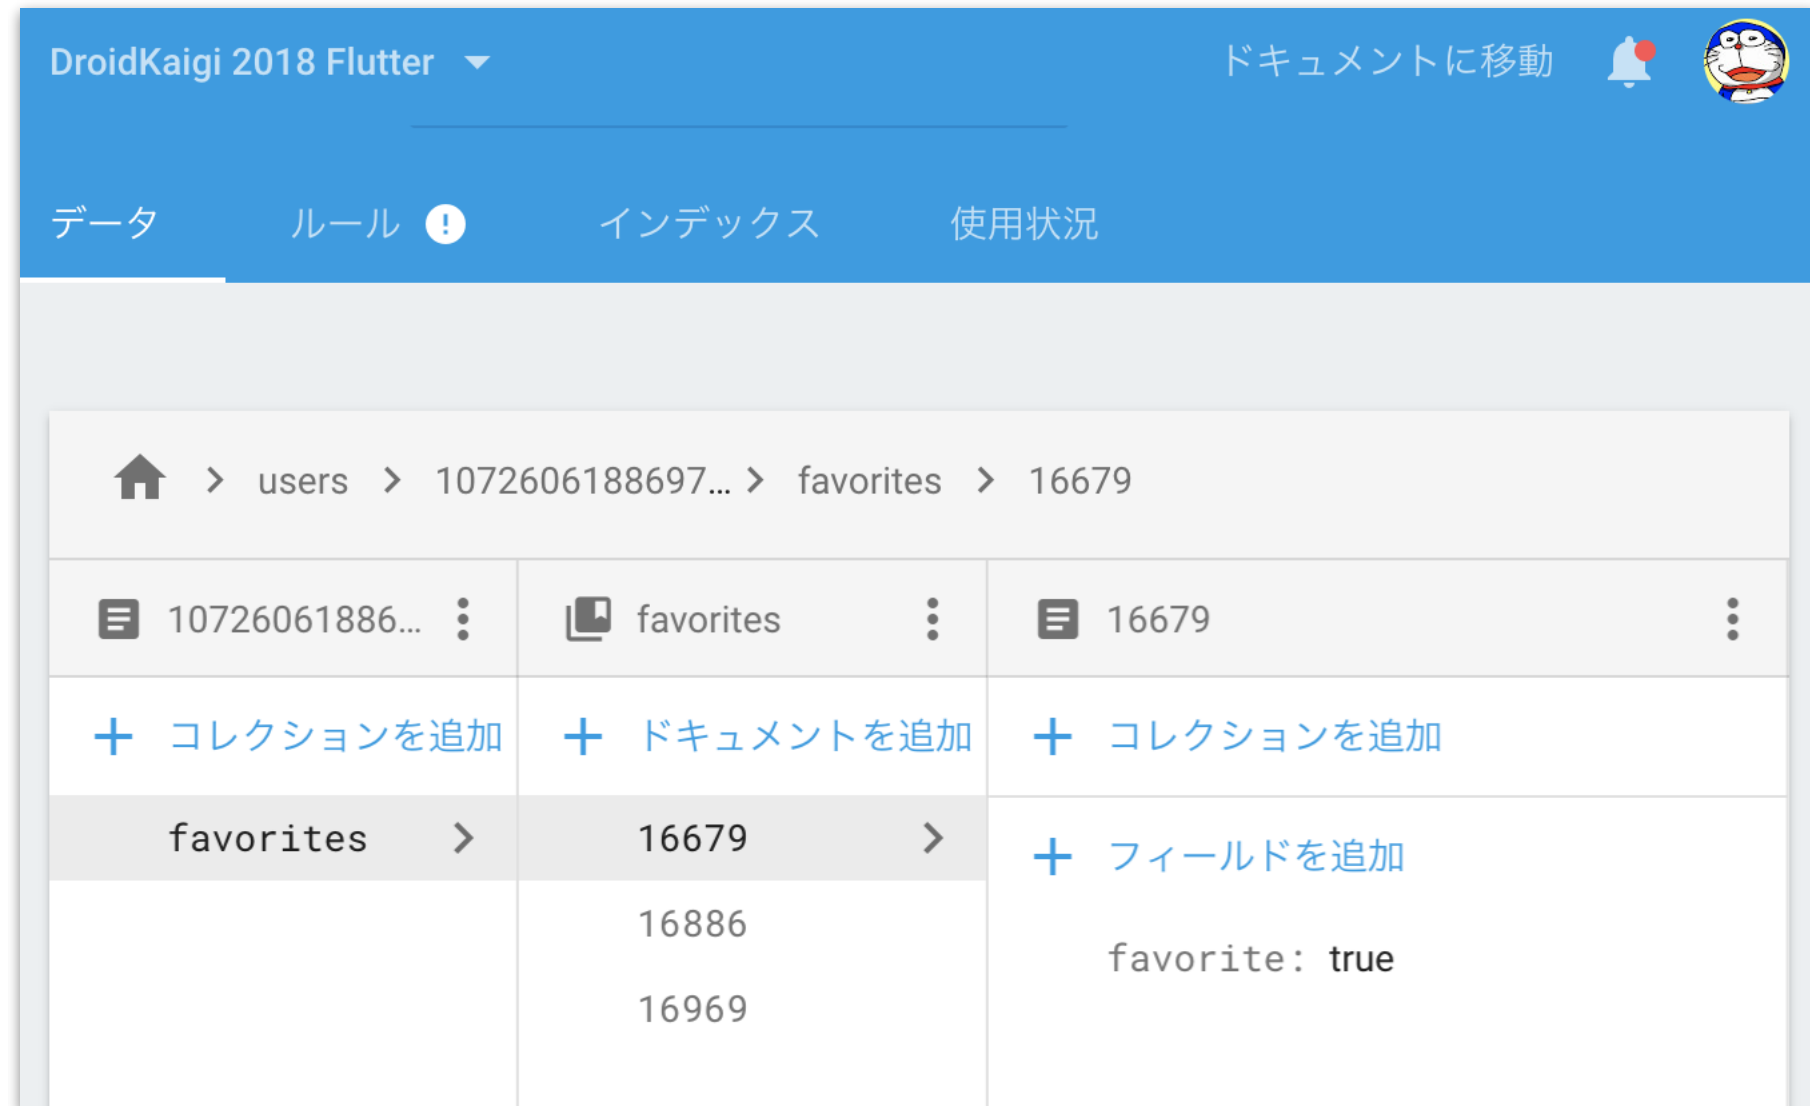 DroidKaigi 2018 Flutter ドキュメントに移動
データ ルール ! インデックス 使用状況
users 1072606188697... favorites 16679
10726061886... favorites 16679
コレクションを追加 ドキュメントを追加 コレクションを追加
favorites 16679
フィールドを追加
16886
favorite: true
16969